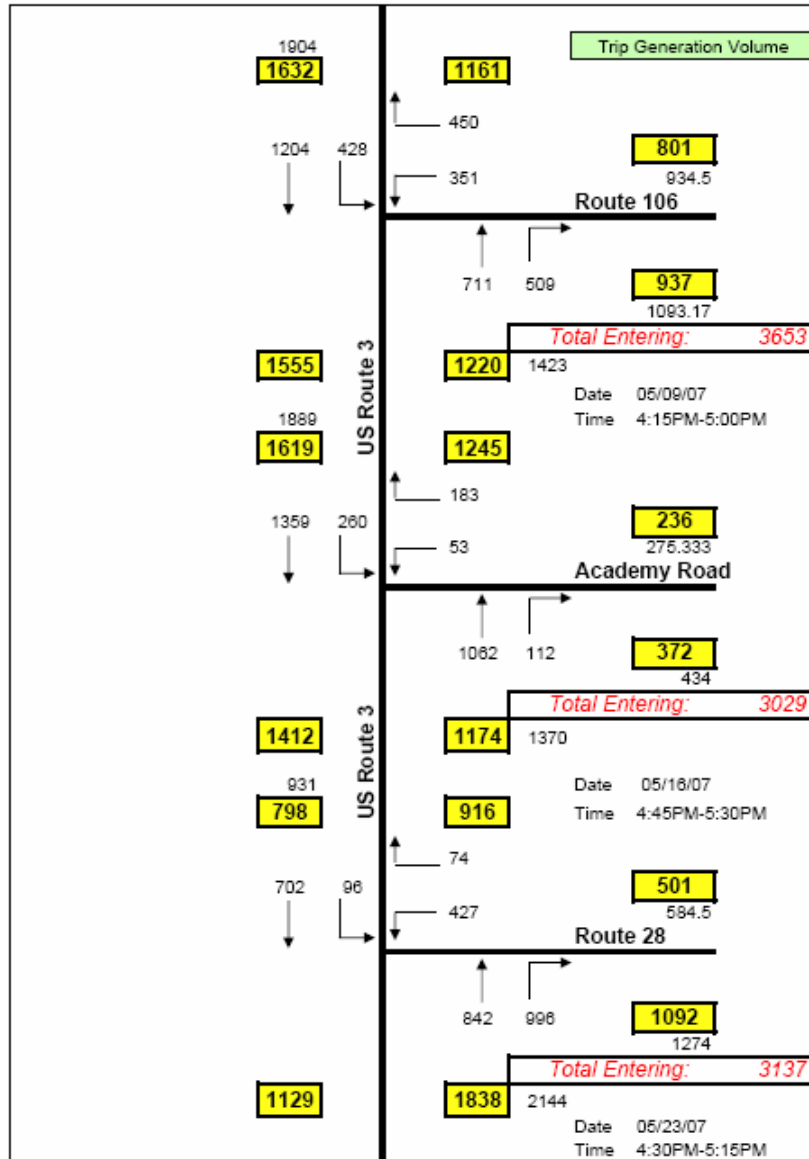 1904
1632 1161 Trip Generation Volume
450
1204 428 801
351 934.5
Route 106
711 509 937
1093.17
Total Entering: 3653
1555 1220 1423
US Route 3
Date 05/09/07
1889 Time 4:15PM-5:00PM
1619 1245
183
1359 260 236
53 275.333
Academy Road
1062 112 372
434
Total Entering: 3029
1412 1174 1370
US Route 3
931 Date 05/16/07
798 916 Time 4:45PM-5:30PM
74
702 96 501
427 584.5
Route 28
842 996 1092
1274
Total Entering: 3137
1129 1838 2144
Date 05/23/07
Time 4:30PM-5:15PM